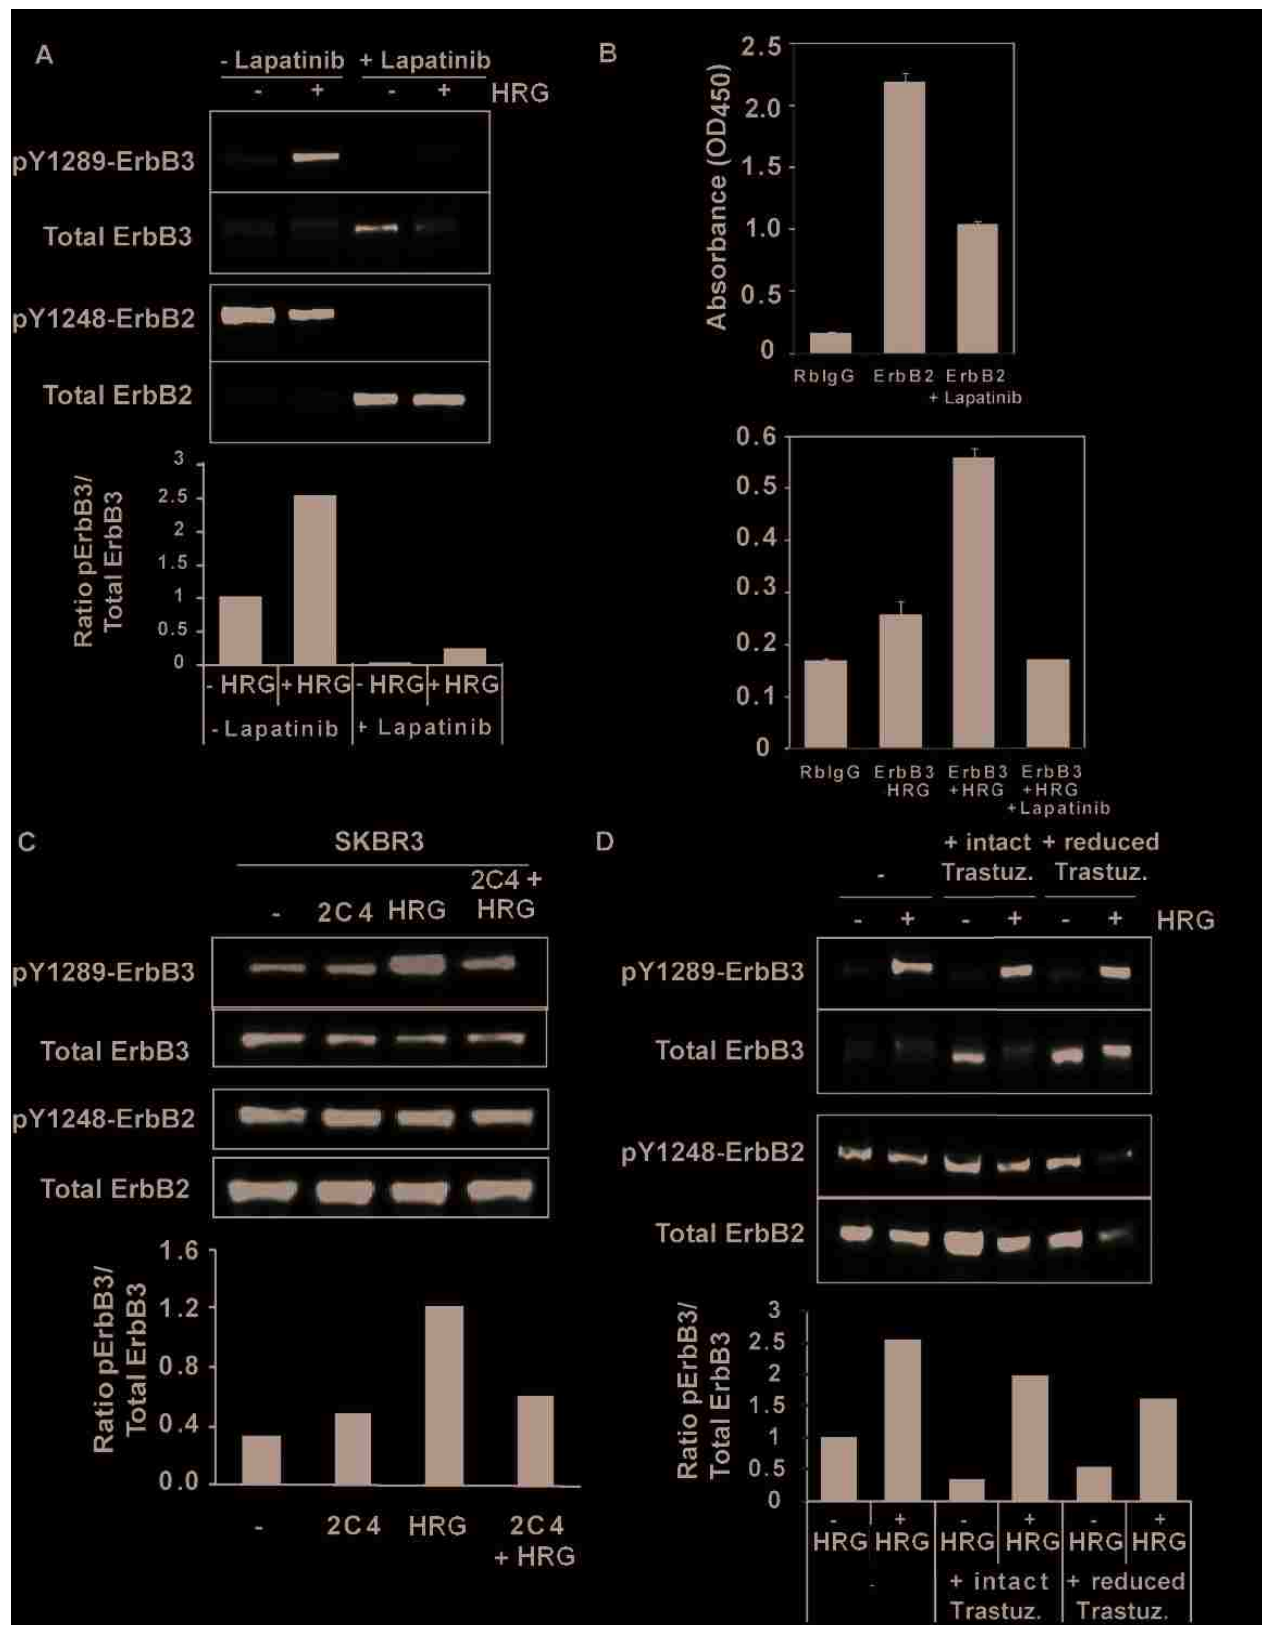 A
- Lapatinib + Lapatinib
- + - + HRG
pY1289-ErbB3
Total ErbB3
pY1248-ErbB2
Total ErbB2
Ratio pErbB3/
Total ErbB3
3
2.5
2
1.5
1
0.5
0
- HRG + HRG - HRG + HRG
- Lapatinib + Lapatinib
B
Absorbance (OD450)
2.5
2.0
1.5
1.0
0.5
0
RbIgG ErbB2 ErbB2
+ Lapatinib
0.6
0.5
0.4
0.3
0.2
0.1
0
RbIgG ErbB3 ErbB3 ErbB3
HRG +HRG +HRG
+Lapatinib
C
SKBR3
2C4 +
- 2C4 HRG HRG
pY1289-ErbB3
Total ErbB3
pY1248-ErbB2
Total ErbB2
Ratio pErbB3/
Total ErbB3
1.6
1.2
0.8
0.4
0.0
- 2C4 HRG 2C4
+ HRG
D
+ intact + reduced
- Trastuz. Trastuz.
- + - + - + HRG
pY1289-ErbB3
Total ErbB3
pY1248-ErbB2
Total ErbB2
Ratio pErbB3/
Total ErbB3
3
2.5
2
1.5
1
0.5
0
- + - + - +
HRG HRG HRG HRG HRG HRG
- + intact + reduced
Trastuz. Trastuz.